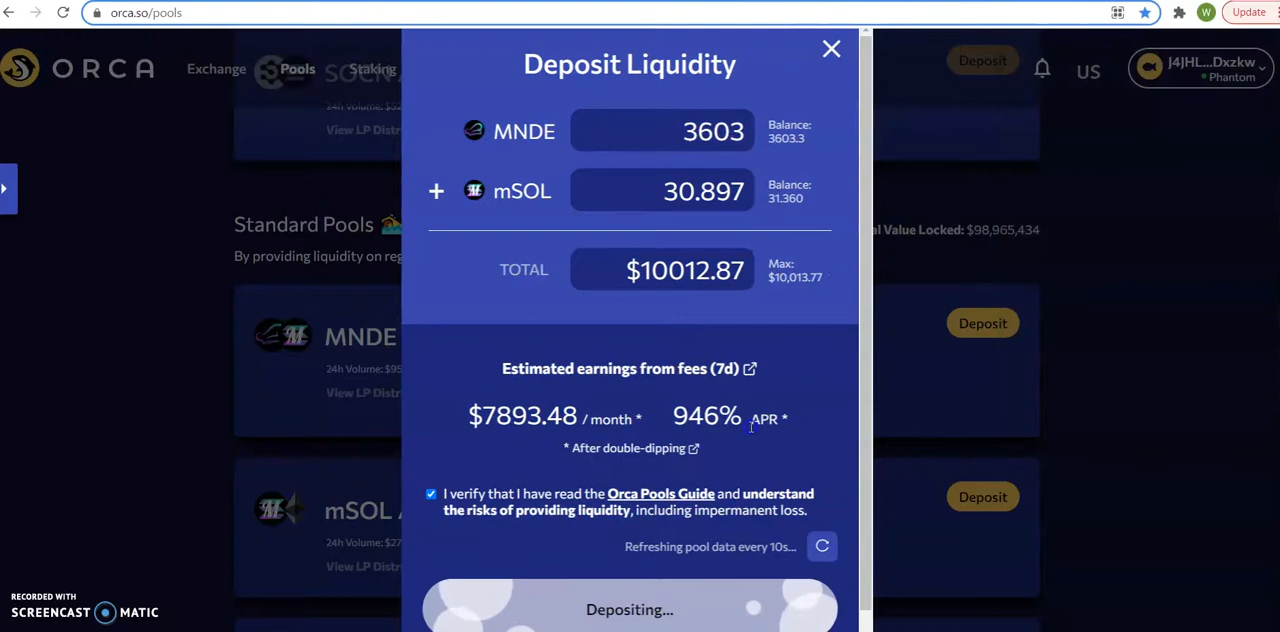 orca.so/pools
W
Update
ORCA
Exchange
Pools
Staking
Deposit
US
J4JHL...Dxzkw
Phantom
View LP Distr
Standard Pools
By providing liquidity on reg
al Value Locked: $98,965,434
MNDE
24h Volume: $95
View LP Distri
Deposit
mSOL
24h Volume: $27
View LP Distri
Deposit
Deposit Liquidity
MNDE
3603
Balance:
3603.3
+
mSOL
30.897
Balance:
31.360
TOTAL
$10012.87
Max:
$10,013.77
Estimated earnings from fees (7d)
$7893.48 / month *
946% APR *
* After double-dipping
I verify that I have read the Orca Pools Guide and understand
the risks of providing liquidity, including impermanent loss.
Refreshing pool data every 10s...
Depositing...
RECORDED WITH
SCREENCAST MATIC